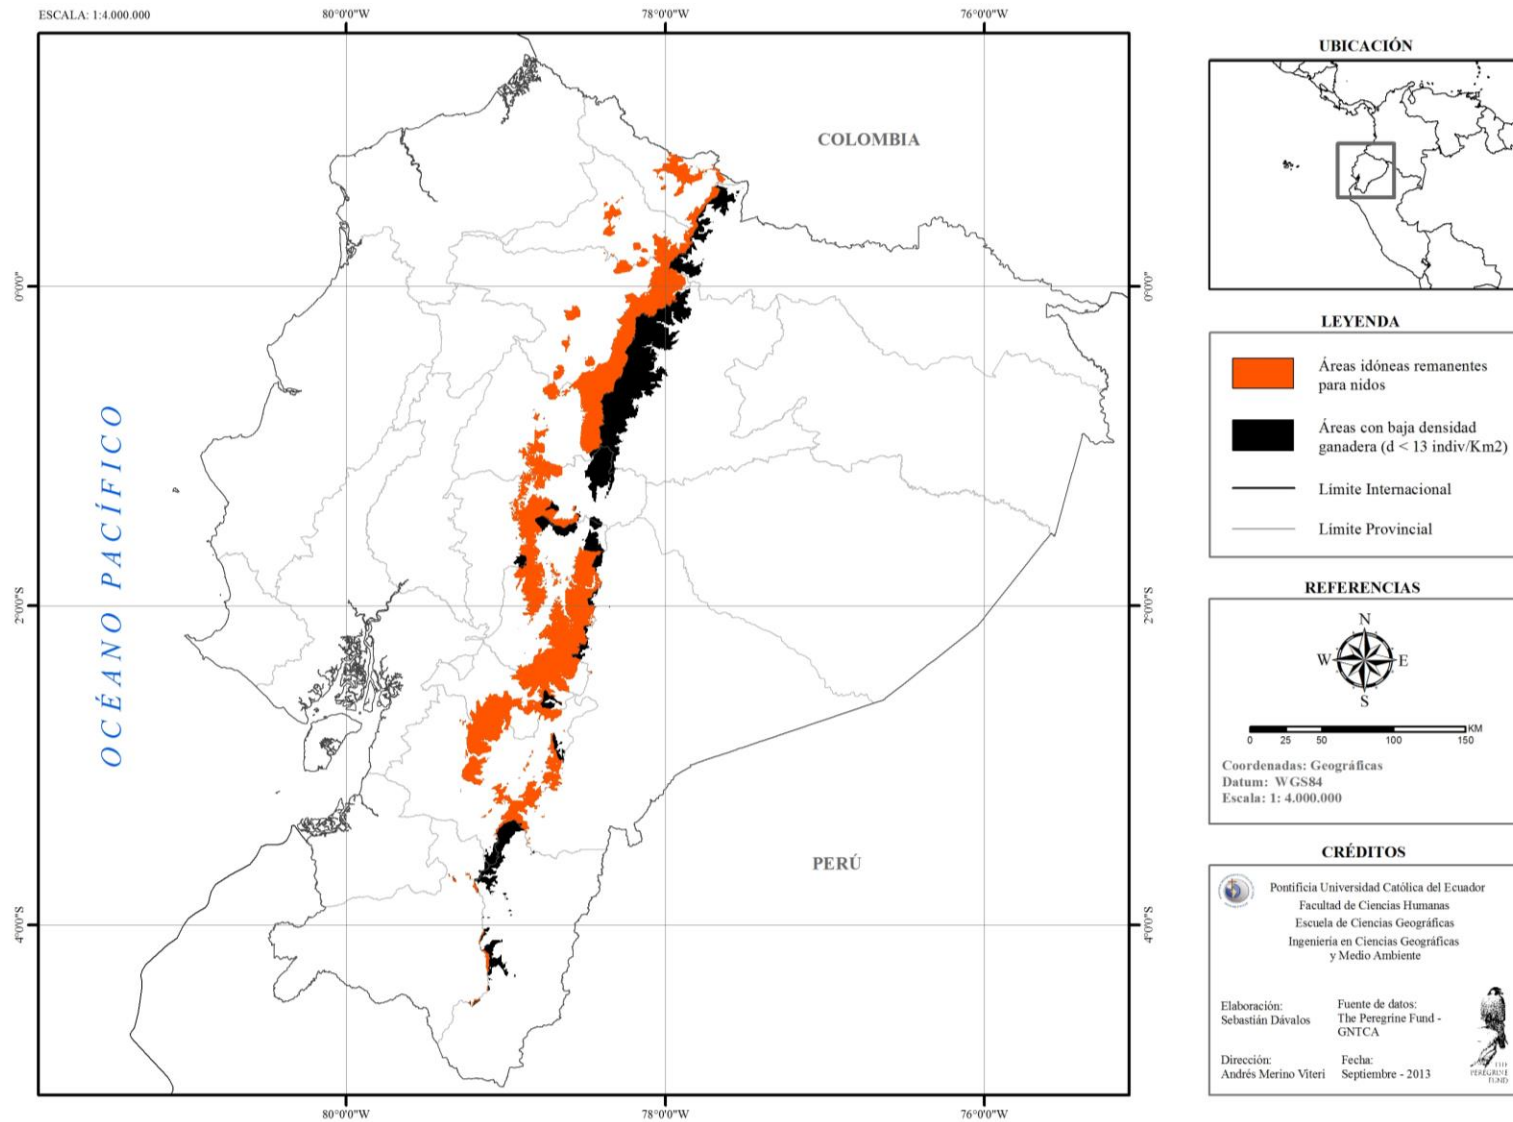 ESCALA: 1:4.000.000
80°0'0"W
78°0'0"W
76°0'0"W
0°0'0"
2°0'0"S
4°0'0"S
0°0'0"
2°0'0"S
4°0'0"S
80°0'0"W
78°0'0"W
76°0'0"W
COLOMBIA
OCÉANO PACÍFICO
PERÚ
UBICACIÓN
LEYENDA
Áreas idóneas remanentes
para nidos
Áreas con baja densidad
ganadera (d < 13 indiv/Km2)
Límite Internacional
Límite Provincial
REFERENCIAS
N
W
E
S
0 25 50 100 150 KM
Coordenadas: Geográficas
Datum: WGS84
Escala: 1: 4.000.000
CRÉDITOS
Pontificia Universidad Católica del Ecuador
Facultad de Ciencias Humanas
Escuela de Ciencias Geográficas
Ingeniería en Ciencias Geográficas
y Medio Ambiente
Elaboración:
Sebastián Dávalos
Fuente de datos:
The Peregrine Fund -
GNTCA
Dirección:
Andrés Merino Viteri
Fecha:
Septiembre - 2013
THE
PEREGRINE
FUND